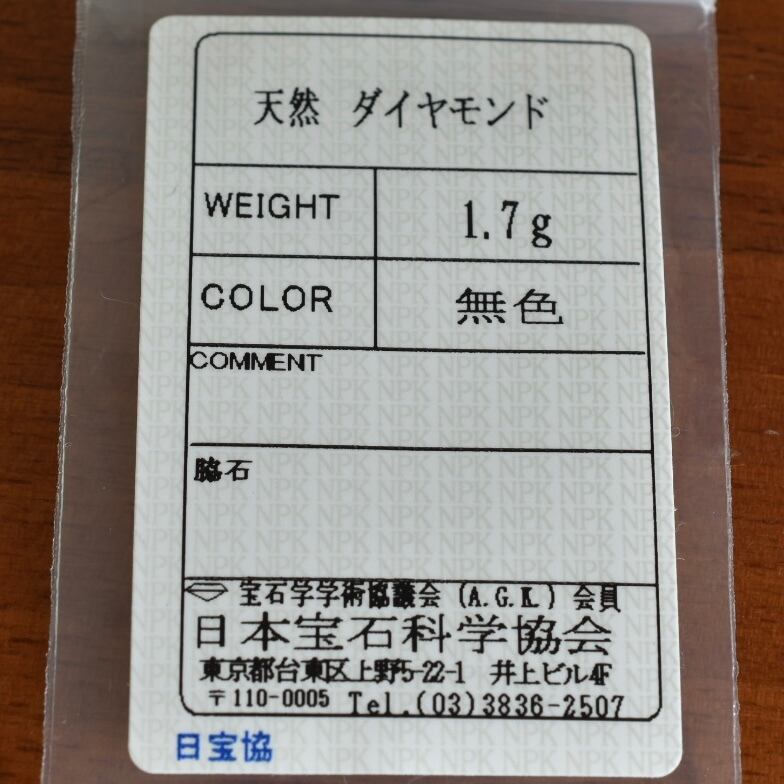 天然 ダイヤモンド
WEIGHT 1.7g
COLOR 無色
COMMENT
脇石
宝石学学術協議会 (A.G.K.) 会員
日本宝石科学協会
東京都台東区上野5-22-1 井上ビル4F
〒110-0005 Tel.(03)3836-2507
日宝協